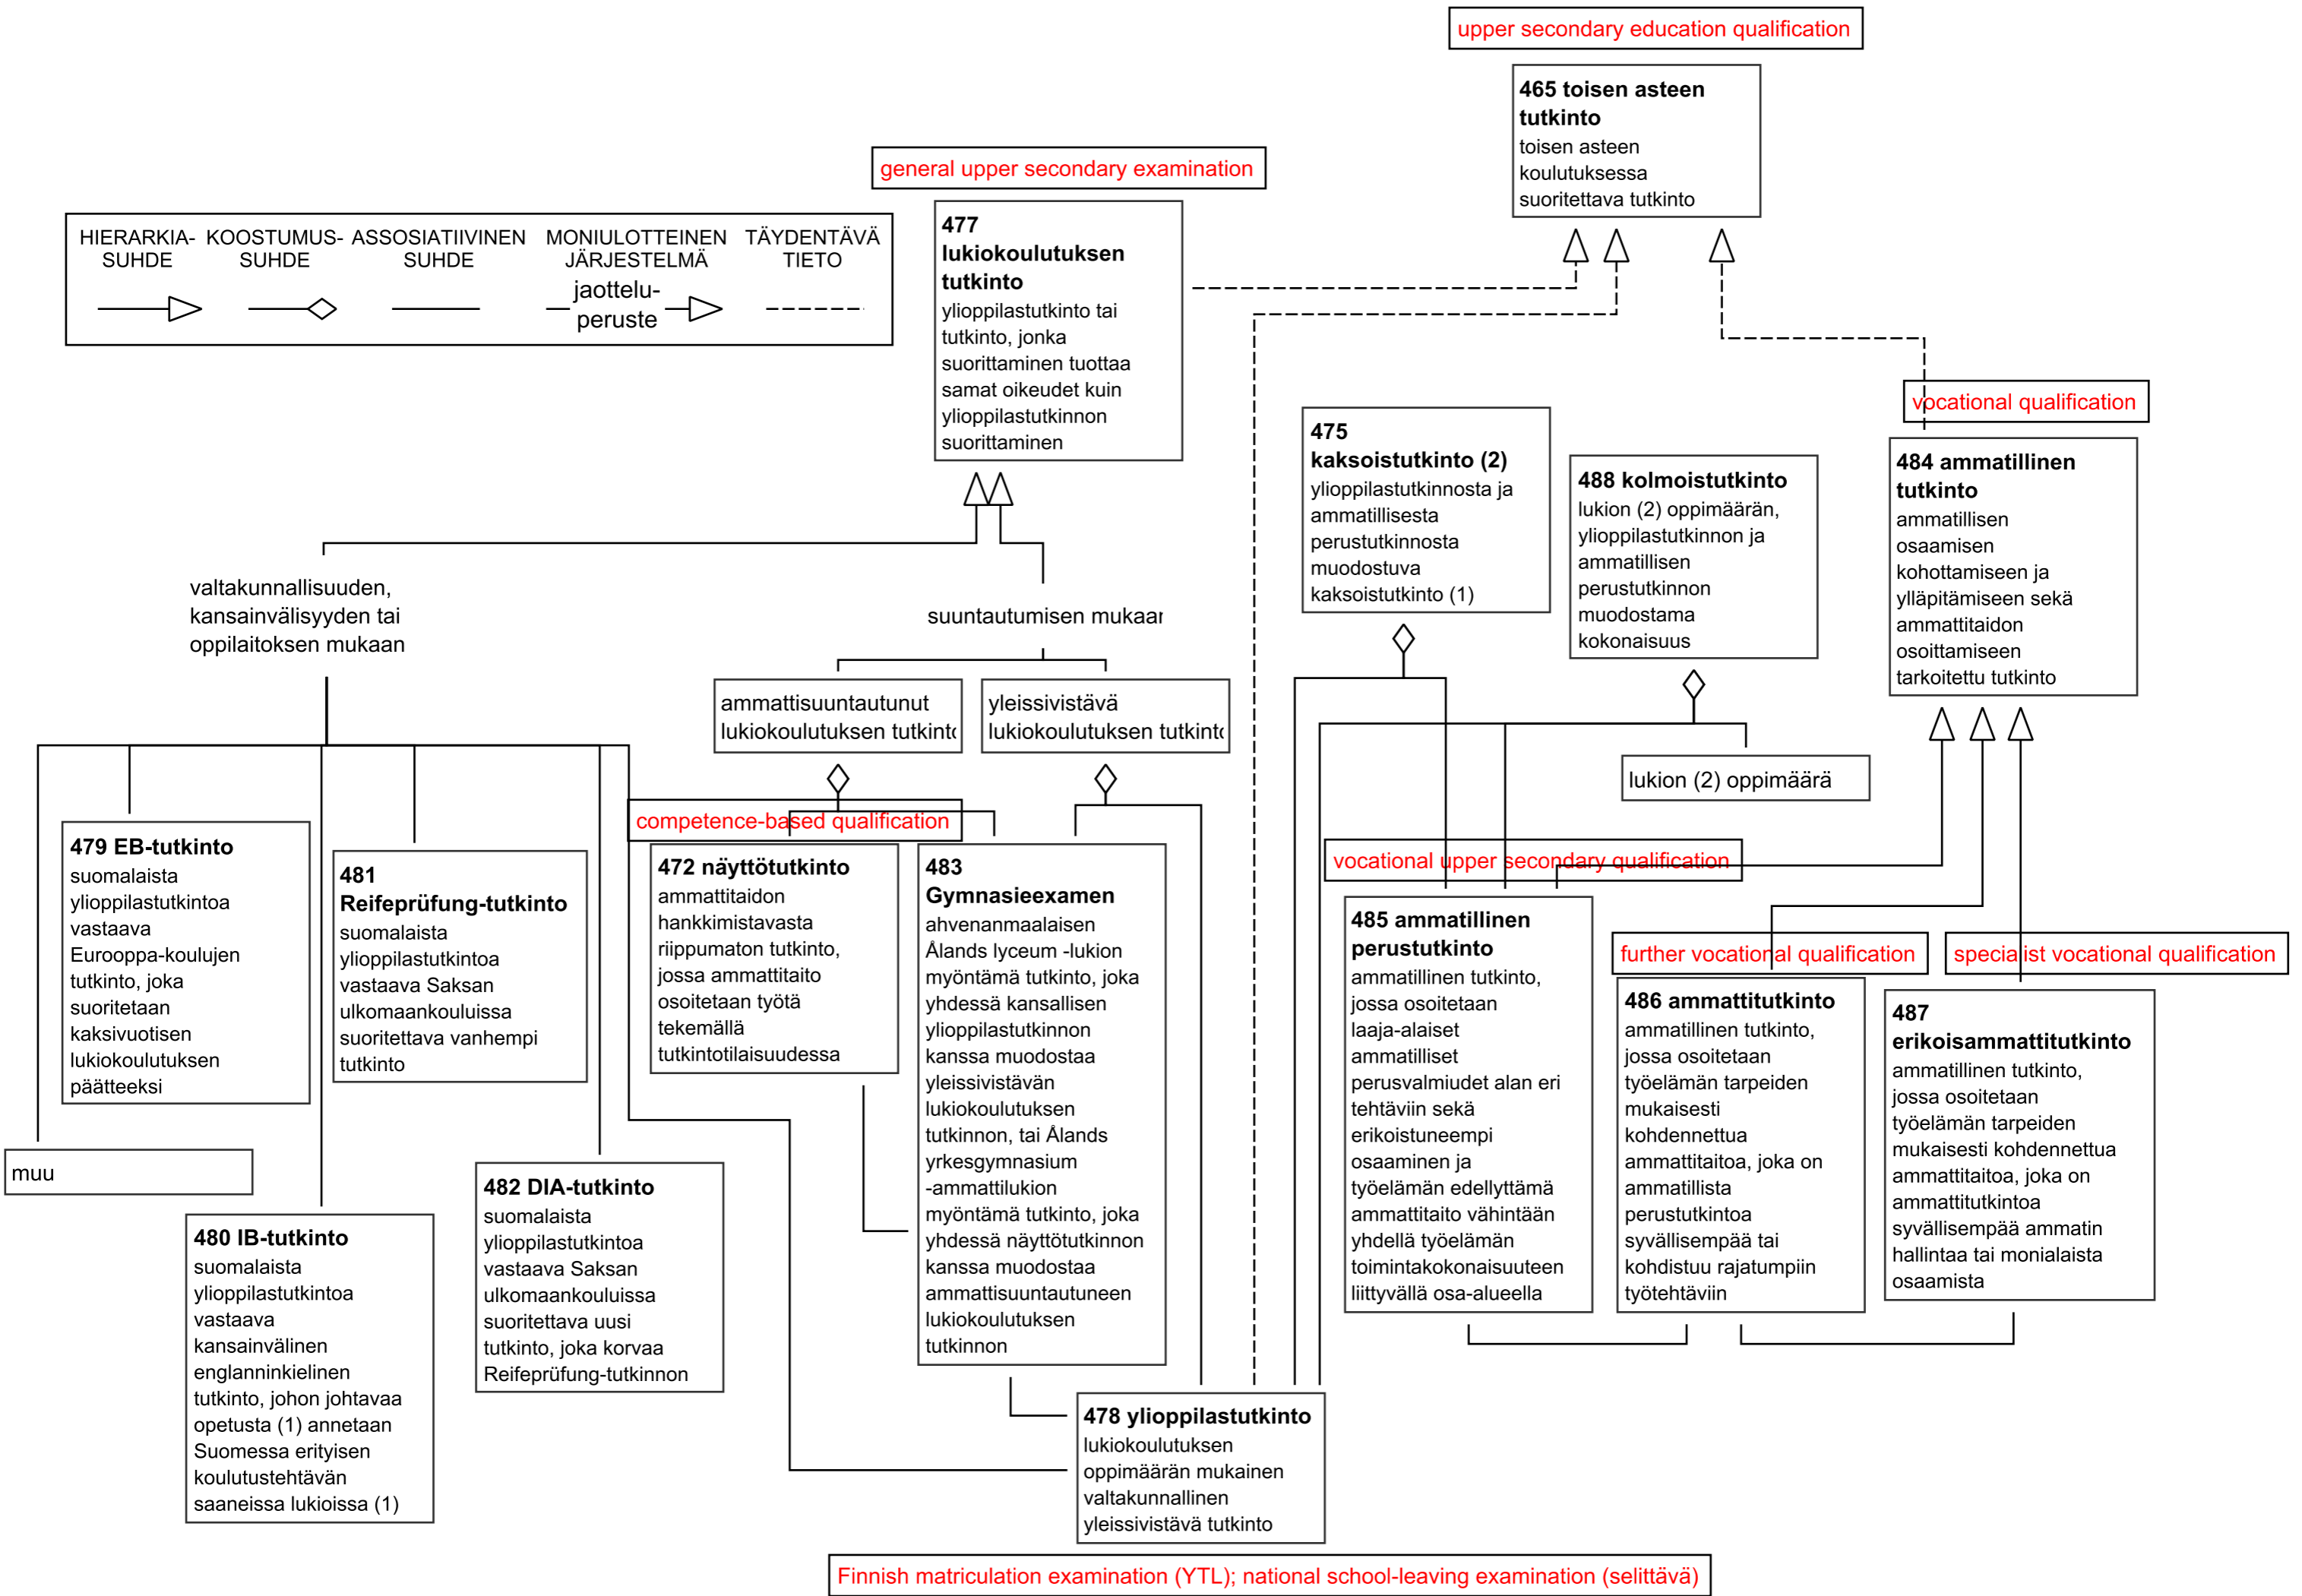 upper secondary education qualification
465 toisen asteen
tutkinto
toisen asteen
koulutuksessa
suoritettava tutkinto
general upper secondary examination
477
lukiokoulutuksen
tutkinto
ylioppilastutkinto tai
tutkinto, jonka
suorittaminen tuottaa
samat oikeudet kuin
ylioppilastutkinnon
suorittaminen
HIERARKIA-
SUHDE
KOOSTUMUS-
SUHDE
ASSOSIATIIVINEN
SUHDE
MONIULOTTEINEN
JÄRJESTELMÄ
jaottelu-
peruste
TÄYDENTÄVÄ
TIETO
vocational qualification
475
kaksoistutkinto (2)
ylioppilastutkinnosta ja
ammatillisesta
perustutkinnosta
muodostuva
kaksoistutkinto (1)
488 kolmoistutkinto
lukion (2) oppimäärän,
ylioppilastutkinnon ja
ammatillisen
perustutkinnon
muodostama
kokonaisuus
484 ammatillinen
tutkinto
ammatillisen
osaamisen
kohottamiseen ja
ylläpitämiseen sekä
ammattitaidon
osoittamiseen
tarkoitettu tutkinto
valtakunnallisuuden,
kansainvälisyyden tai
oppilaitoksen mukaan
suuntautumisen mukaan
ammattisuuntautunut
lukiokoulutuksen tutkinto
yleissivistävä
lukiokoulutuksen tutkinto
lukion (2) oppimäärä
competence-based qualification
vocational upper secondary qualification
479 EB-tutkinto
suomalaista
ylioppilastutkintoa
vastaava
Eurooppa-koulujen
tutkinto, joka
suoritetaan
kaksivuotisen
lukiokoulutuksen
päätteeksi
481
Reifeprüfung-tutkinto
suomalaista
ylioppilastutkintoa
vastaava Saksan
ulkomaankouluissa
suoritettava vanhempi
tutkinto
472 näyttötutkinto
ammattitaidon
hankkimistavasta
riippumaton tutkinto,
jossa ammattitaito
osoitetaan työtä
tekemällä
tutkintotilaisuudessa
483
Gymnasieexamen
ahvenanmaalaisen
Ålands lyceum -lukion
myöntämä tutkinto, joka
yhdessä kansallisen
ylioppilastutkinnon
kanssa muodostaa
yleissivistävän
lukiokoulutuksen
tutkinnon, tai Ålands
yrkesgymnasium
-ammattilukion
myöntämä tutkinto, joka
yhdessä näyttötutkinnon
kanssa muodostaa
ammattisuuntautuneen
lukiokoulutuksen
tutkinnon
485 ammatillinen
perustutkinto
ammatillinen tutkinto,
jossa osoitetaan
laaja-alaiset
ammatilliset
perusvalmiudet alan eri
tehtäviin sekä
erikoistuneempi
osaaminen ja
työelämän edellyttämä
ammattitaito vähintään
yhdellä työelämän
toimintakokonaisuuteen
liittyvällä osa-alueella
further vocational qualification
specialist vocational qualification
486 ammattitutkinto
ammatillinen tutkinto,
jossa osoitetaan
työelämän tarpeiden
mukaisesti
kohdennettua
ammattitaitoa, joka on
ammatillista
perustutkintoa
syvällisempää tai
kohdistuu rajatumpiin
työtehtäviin
487
erikoisammattitutkinto
ammatillinen tutkinto,
jossa osoitetaan
työelämän tarpeiden
mukaisesti kohdennettua
ammattitaitoa, joka on
ammattitutkintoa
syvällisempää ammatin
hallintaa tai monialaista
osaamista
muu
480 IB-tutkinto
suomalaista
ylioppilastutkintoa
vastaava
kansainvälinen
englanninkielinen
tutkinto, johon johtavaa
opetusta (1) annetaan
Suomessa erityisen
koulutustehtävän
saaneissa lukioissa (1)
482 DIA-tutkinto
suomalaista
ylioppilastutkintoa
vastaava Saksan
ulkomaankouluissa
suoritettava uusi
tutkinto, joka korvaa
Reifeprüfung-tutkinnon
478 ylioppilastutkinto
lukiokoulutuksen
oppimäärän mukainen
valtakunnallinen
yleissivistävä tutkinto
Finnish matriculation examination (YTL); national school-leaving examination (selittävä)